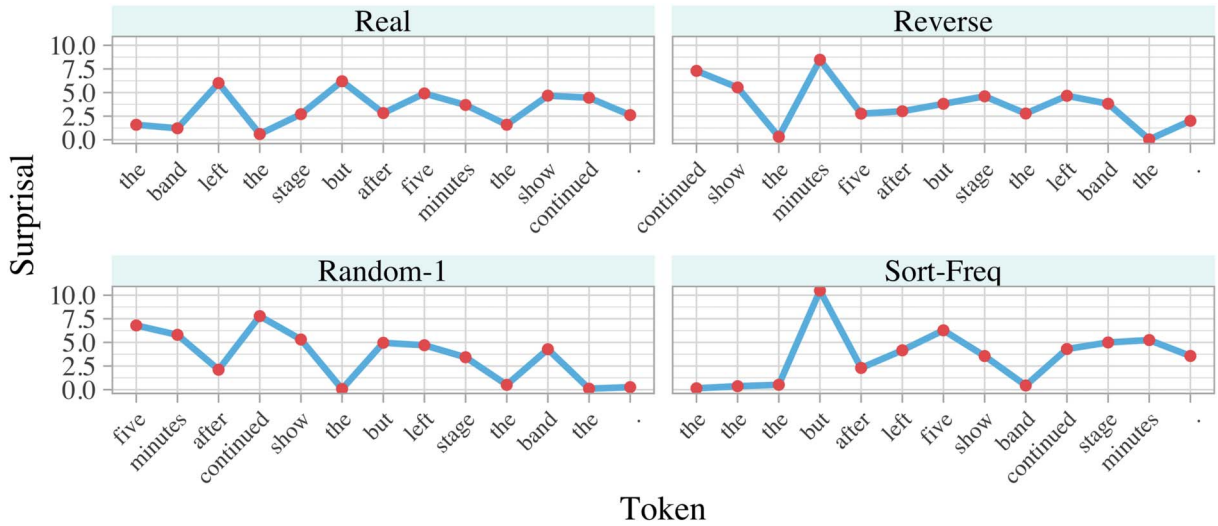 Real
Reverse
10.0
7.5
5.0
2.5
0.0
the band left the stage but after five minutes the show continued .
continued show the minutes five after but stage the left band the .
Surprisal
Random-1
Sort-Freq
10.0
7.5
5.0
2.5
0.0
five minutes after continued show the but left stage the band the .
the the the but after left five show band continued stage minutes .
Token